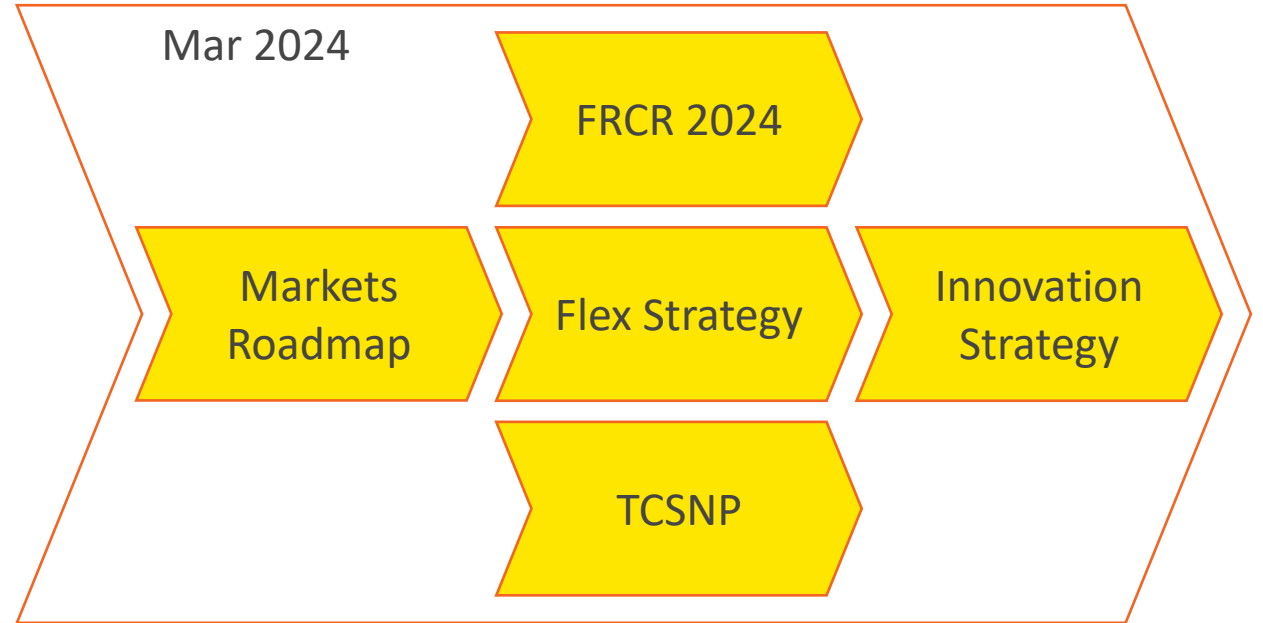 Mar 2024
FRCR 2024
Markets
Roadmap
Flex Strategy
Innovation
Strategy
TCSNP